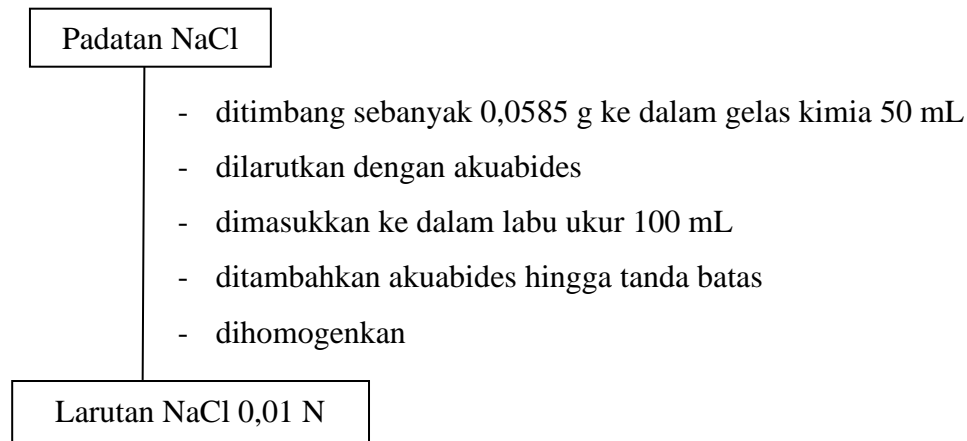 Padatan NaCl
- ditimbang sebanyak 0,0585 g ke dalam gelas kimia 50 mL
- dilarutkan dengan akuabides
- dimasukkan ke dalam labu ukur 100 mL
- ditambahkan akuabides hingga tanda batas
- dihomogenkan
Larutan NaCl 0,01 N